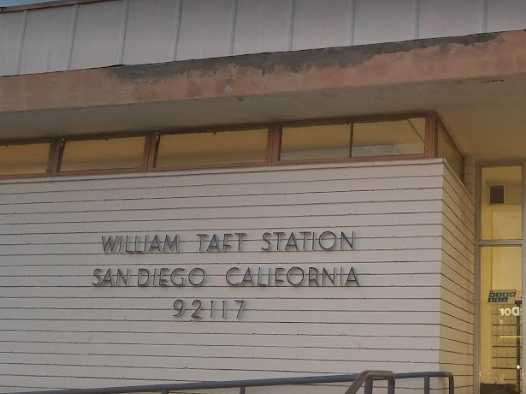 WILLIAM TAFT STATION
SAN DIEGO CALIFORNIA
92117